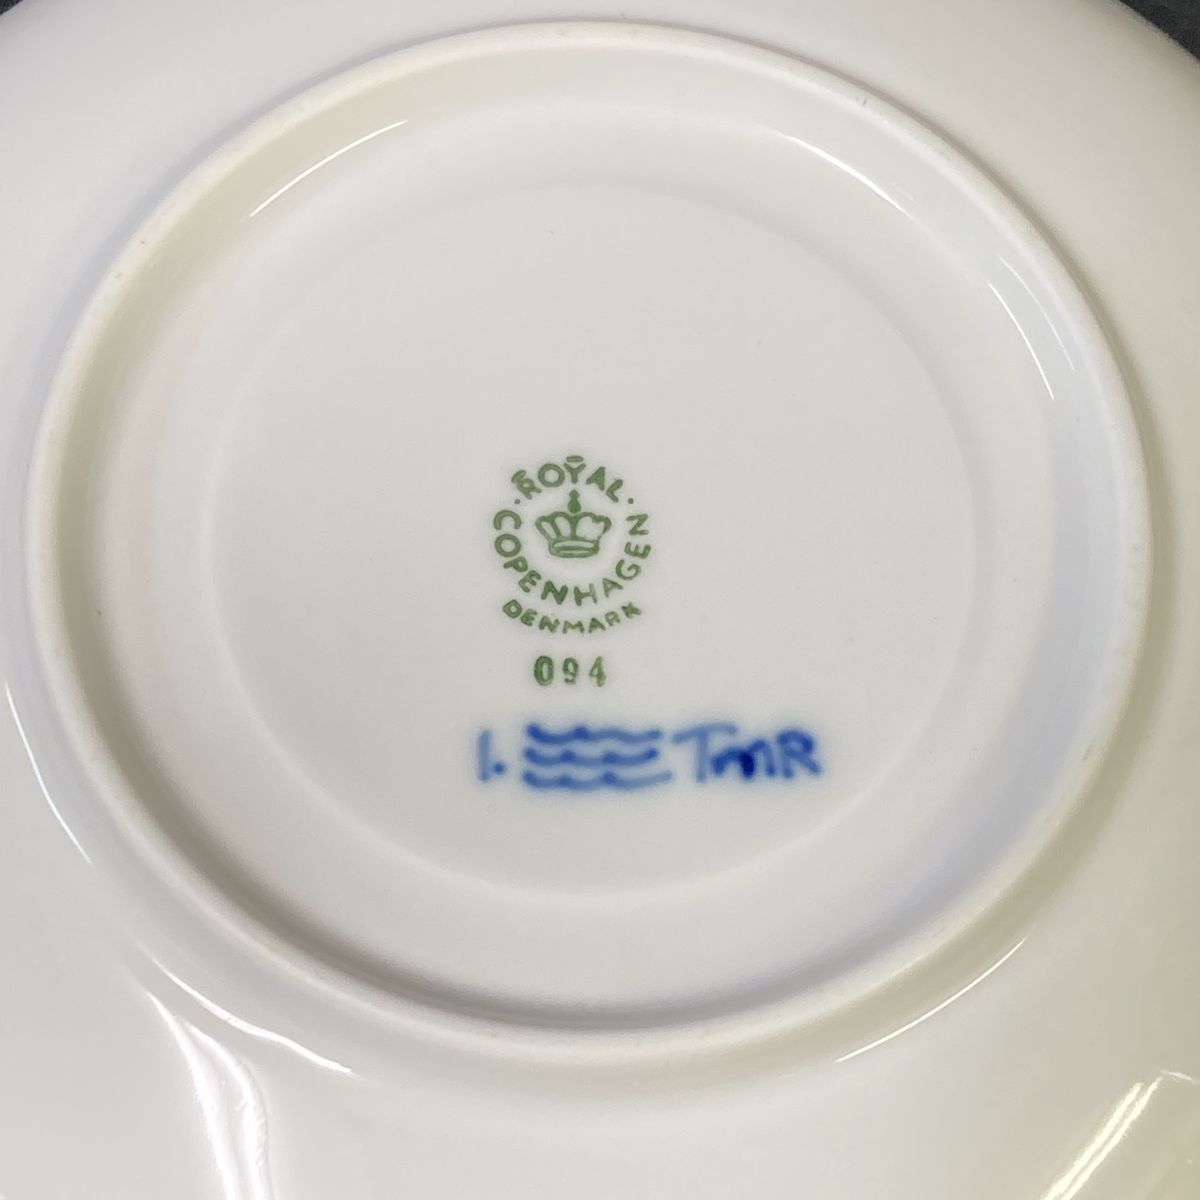 ROYAL
COPENHAGEN
DENMARK
094
1. TMR